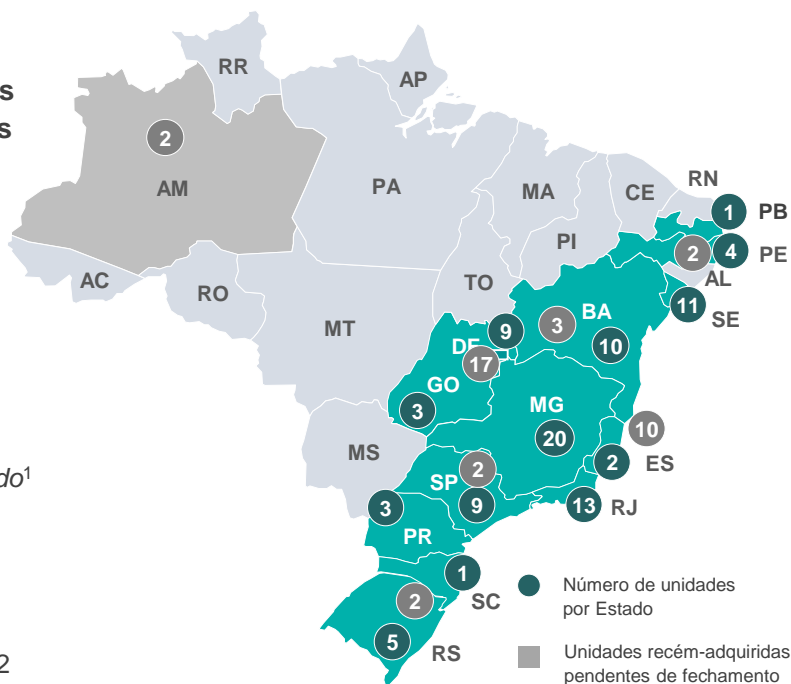 s
s
RR
AP
2
AM
PA
MA
CE
RN
1 PB
PI
2 4 PE
AL
AC
RO
TO
11
SE
BA
3
10
MT
9
DF
17
GO
3
MG
20
10
ES
2
MS
do¹
2
SP
9
3
13 RJ
PR
1
SC
2
5
RS
Número de unidades
por Estado
Unidades recém-adquiridas
pendentes de fechamento
2